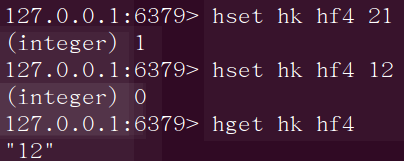 127.0.0.1:6379> hset hk hf4 21
(integer) 1
127.0.0.1:6379> hset hk hf4 12
(integer) 0
127.0.0.1:6379> hget hk hf4
"12"